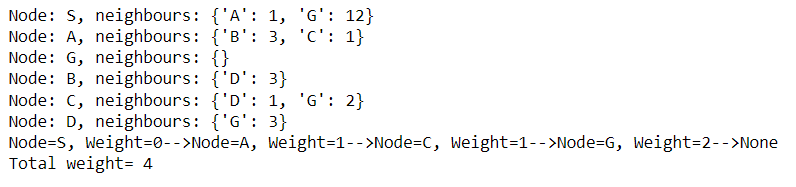 Node: S, neighbours: {'A': 1, 'G': 12}
Node: A, neighbours: {'B': 3, 'C': 1}
Node: G, neighbours: {}
Node: B, neighbours: {'D': 3}
Node: C, neighbours: {'D': 1, 'G': 2}
Node: D, neighbours: {'G': 3}
Node=S, Weight=0-->Node=A, Weight=1-->Node=C, Weight=1-->Node=G, Weight=2-->None
Total weight= 4